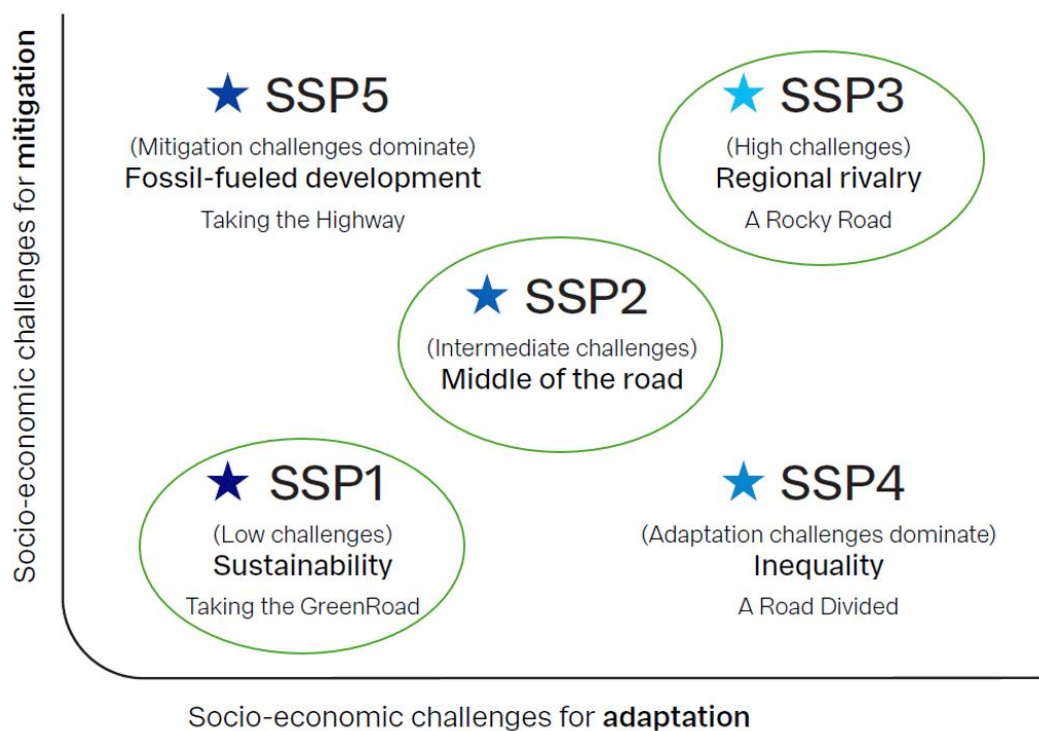 Socio-economic challenges for mitigation
SSP5
(Mitigation challenges dominate)
Fossil-fueled development
Taking the Highway
SSP3
(High challenges)
Regional rivalry
A Rocky Road
SSP2
(Intermediate challenges)
Middle of the road
SSP1
(Low challenges)
Sustainability
Taking the GreenRoad
SSP4
(Adaptation challenges dominate)
Inequality
A Road Divided
Socio-economic challenges for adaptation